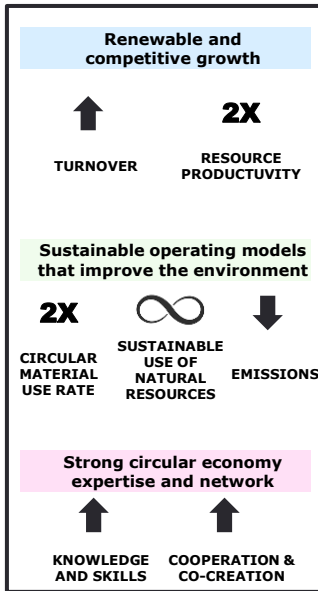 Renewable and
competitive growth
2X
TURNOVER
RESOURCE
PRODUCTUVITY
Sustainable operating models
that improve the environment
2X
CIRCULAR
MATERIAL
USE RATE
SUSTAINABLE
USE OF
NATURAL
RESOURCES
EMISSIONS
Strong circular economy
expertise and network
KNOWLEDGE
AND SKILLS
COOPERATION &
CO-CREATION